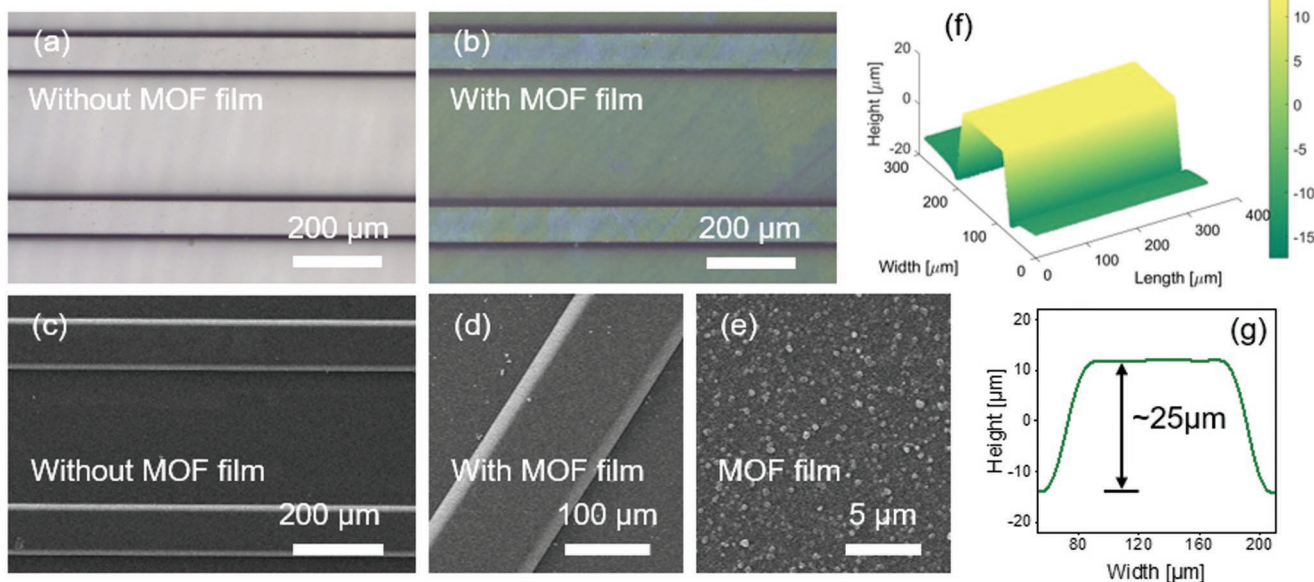 (a)
Without MOF film
200 μm
(b)
With MOF film
200 μm
(f)
Height [μm]
20
0
-20
300
200
100
0
Width [μm]
0
100
200
300
400
Length [μm]
10
5
0
-5
-10
-15
(c)
Without MOF film
200 μm
(d)
With MOF film
100 μm
(e)
MOF film
5 μm
(g)
Height [μm]
20
10
0
-10
-20
~25μm
80
120
160
200
Width [μm]